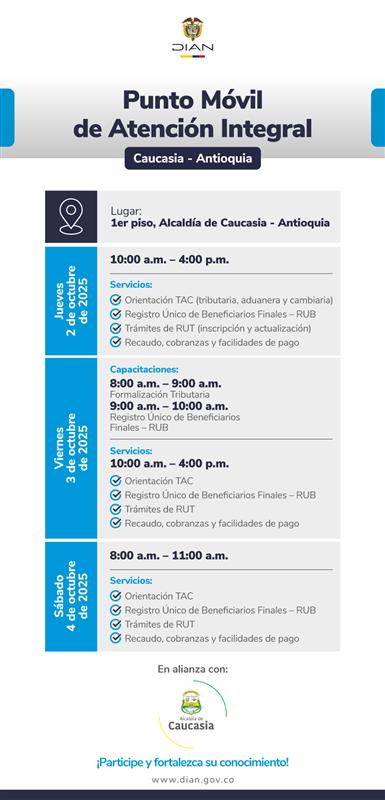 DIAN
Punto Móvil
de Atención Integral
Caucasia - Antioquia
Lugar:
1er piso, Alcaldía de Caucasia - Antioquia
Jueves
2 de octubre
de 2025
10:00 a.m. – 4:00 p.m.
Servicios:
Orientación TAC (tributaria, aduanera y cambiaria)
Registro Único de Beneficiarios Finales – RUB
Trámites de RUT (inscripción y actualización)
Recaudo, cobranzas y facilidades de pago
Viernes
3 de octubre
de 2025
Capacitaciones:
8:00 a.m. – 9:00 a.m.
Formalización Tributaria
9:00 a.m. – 10:00 a.m.
Registro Único de Beneficiarios
Finales – RUB
Servicios:
10:00 a.m. – 4:00 p.m.
Orientación TAC
Registro Único de Beneficiarios Finales – RUB
Trámites de RUT
Recaudo, cobranzas y facilidades de pago
Sábado
4 de octubre
de 2025
8:00 a.m. – 11:00 a.m.
Servicios:
Orientación TAC
Registro Único de Beneficiarios Finales – RUB
Trámites de RUT
Recaudo, cobranzas y facilidades de pago
En alianza con:
Alcaldía de
Caucasia
¡Participe y fortalezca su conocimiento!
www.dian.gov.co